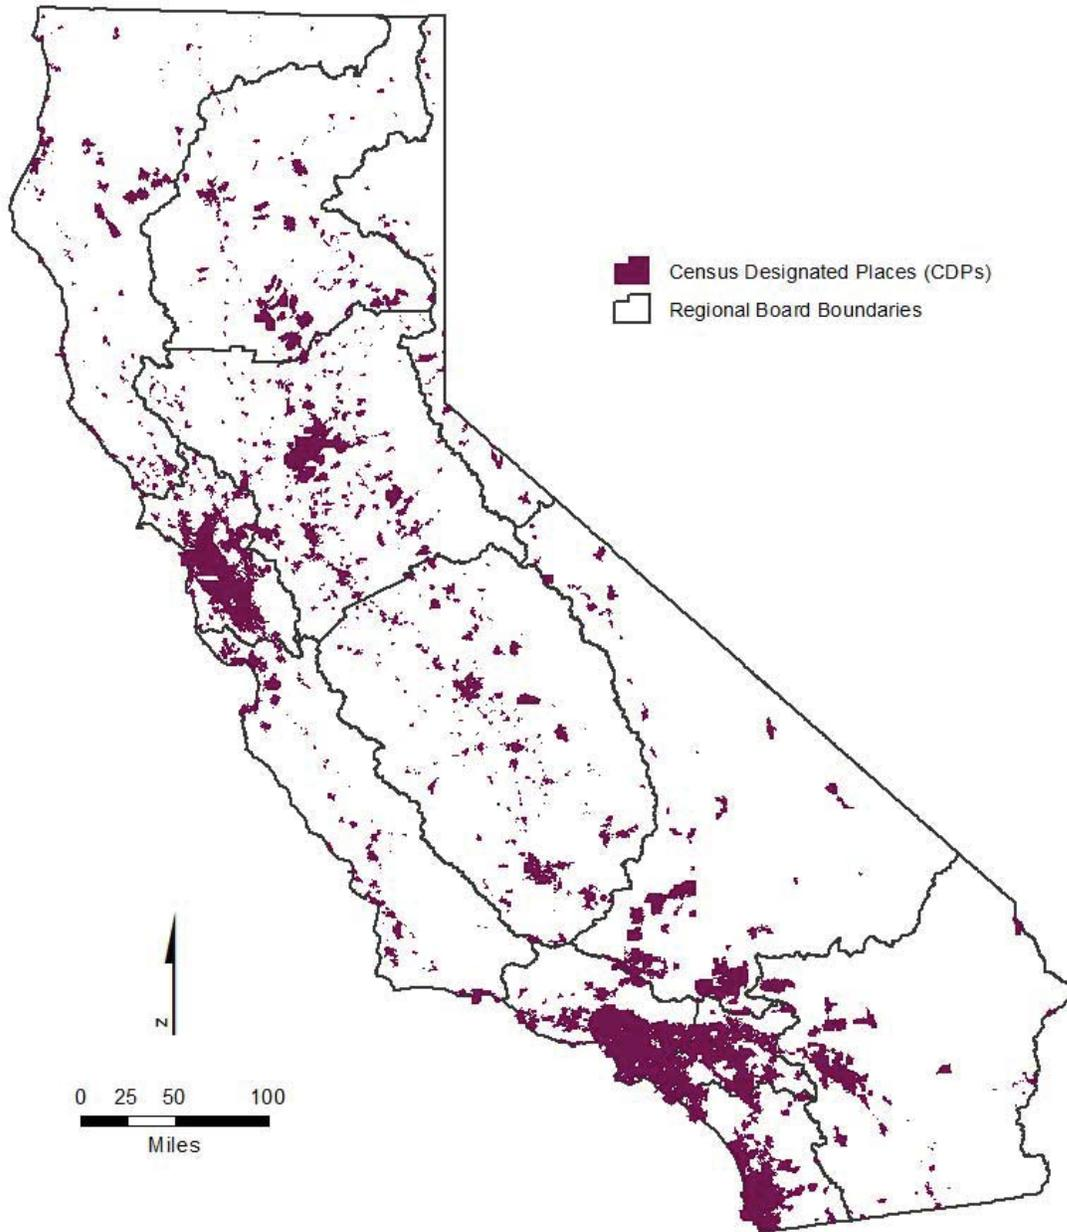 Census Designated Places (CDPs)
Regional Board Boundaries
N
0 25 50 100
Miles